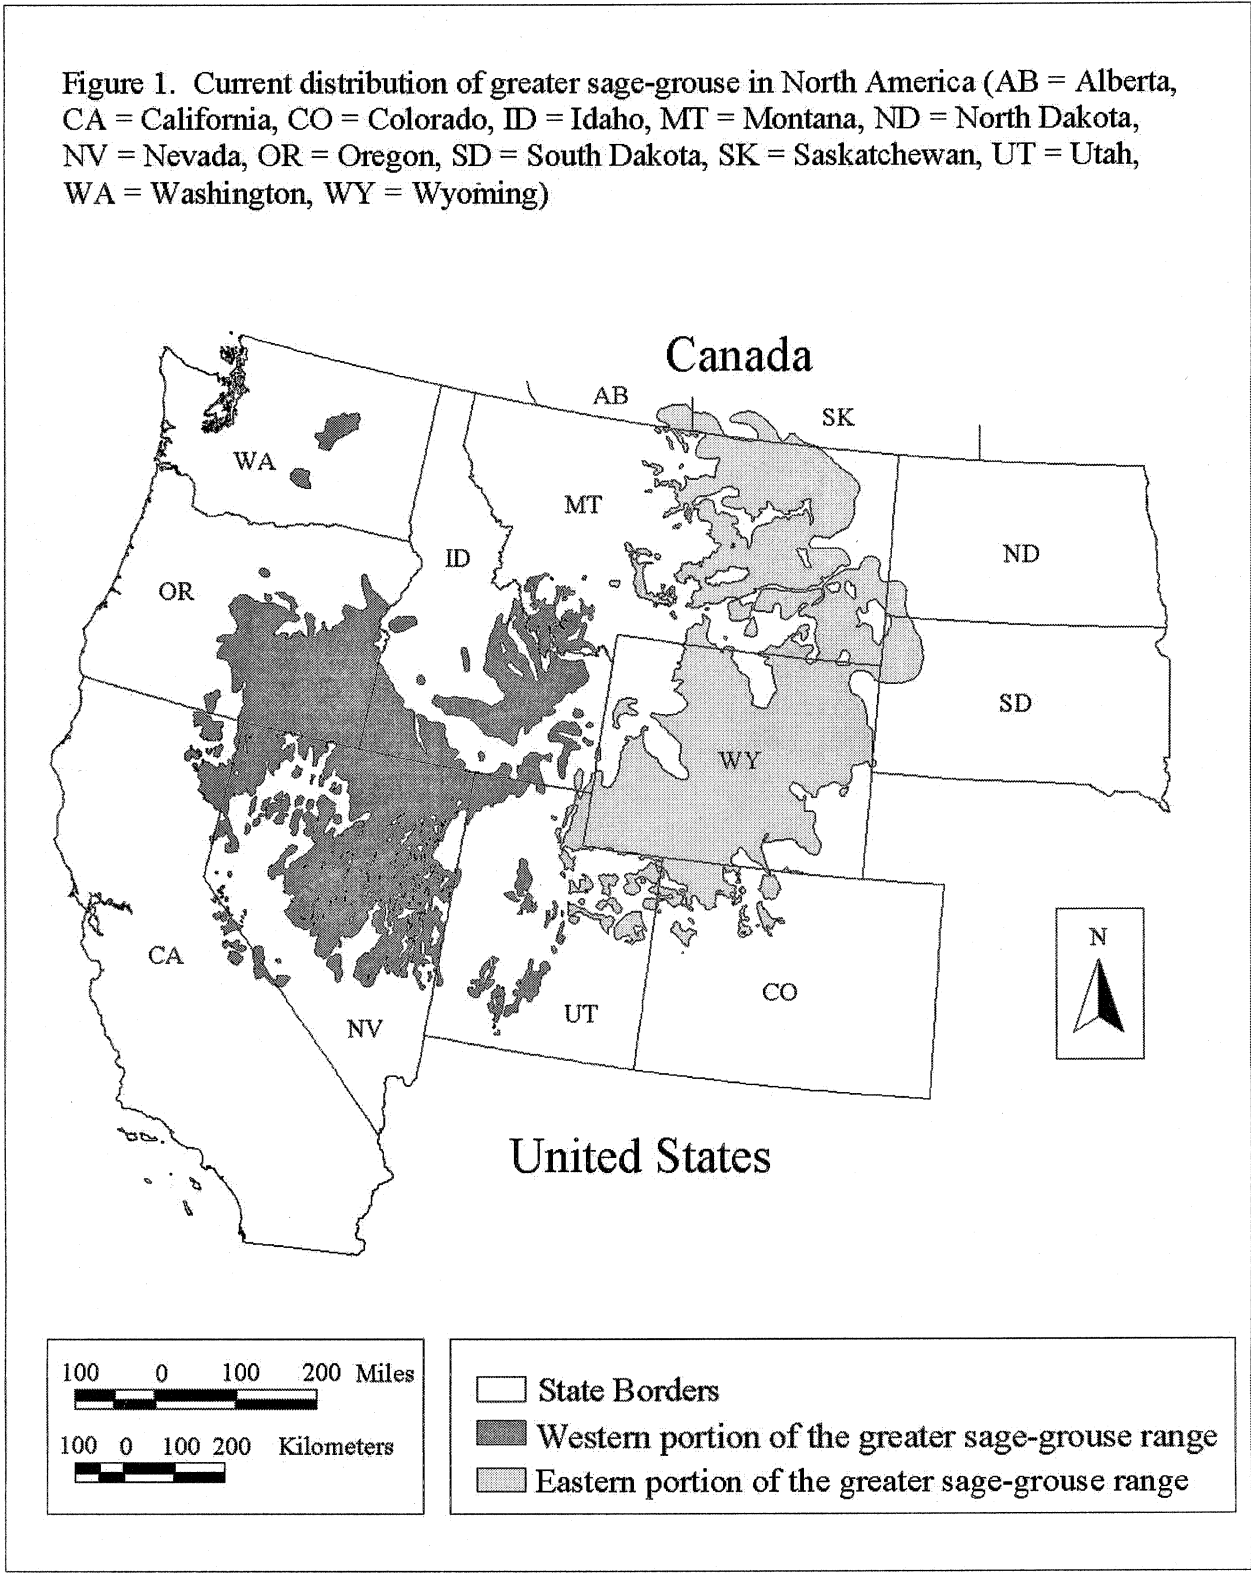 Figure 1.  Current distribution of greater sage-grouse in North America (AB = Alberta,
CA = California, CO = Colorado, ID = Idaho, MT = Montana, ND = North Dakota,
NV = Nevada, OR = Oregon, SD = South Dakota, SK = Saskatchewan, UT = Utah,
WA = Washington, WY = Wyoming)
Canada
AB
SK
WA
MT
ID
ND
OR
SD
WY
N
CA
CO
UT
NV
United States
100 0 100 200 Miles
100 0 100 200 Kilometers
State Borders
Western portion of the greater sage-grouse range
Eastern portion of the greater sage-grouse range